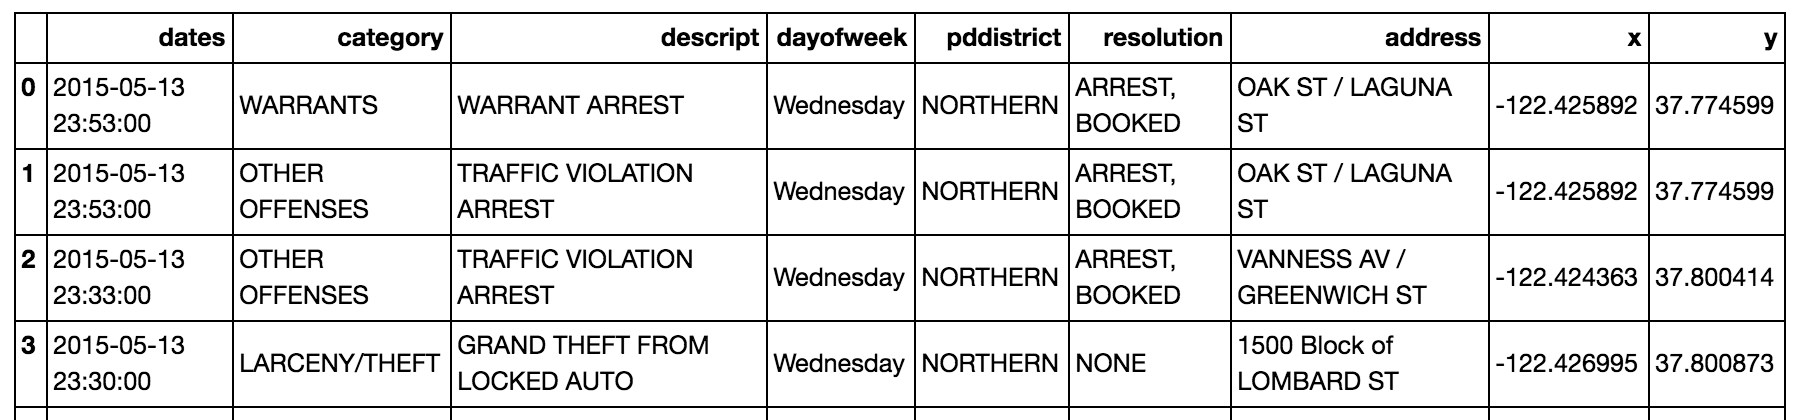 dates category descript dayofweek pddistrict resolution address x y
0 2015-05-13 23:53:00 WARRANTS WARRANT ARREST Wednesday NORTHERN ARREST, BOOKED OAK ST / LAGUNA ST -122.425892 37.774599
1 2015-05-13 23:53:00 OTHER OFFENSES TRAFFIC VIOLATION ARREST Wednesday NORTHERN ARREST, BOOKED OAK ST / LAGUNA ST -122.425892 37.774599
2 2015-05-13 23:33:00 OTHER OFFENSES TRAFFIC VIOLATION ARREST Wednesday NORTHERN ARREST, BOOKED VANNESS AV / GREENWICH ST -122.424363 37.800414
3 2015-05-13 23:30:00 LARCENY/THEFT GRAND THEFT FROM LOCKED AUTO Wednesday NORTHERN NONE 1500 Block of LOMBARD ST -122.426995 37.800873